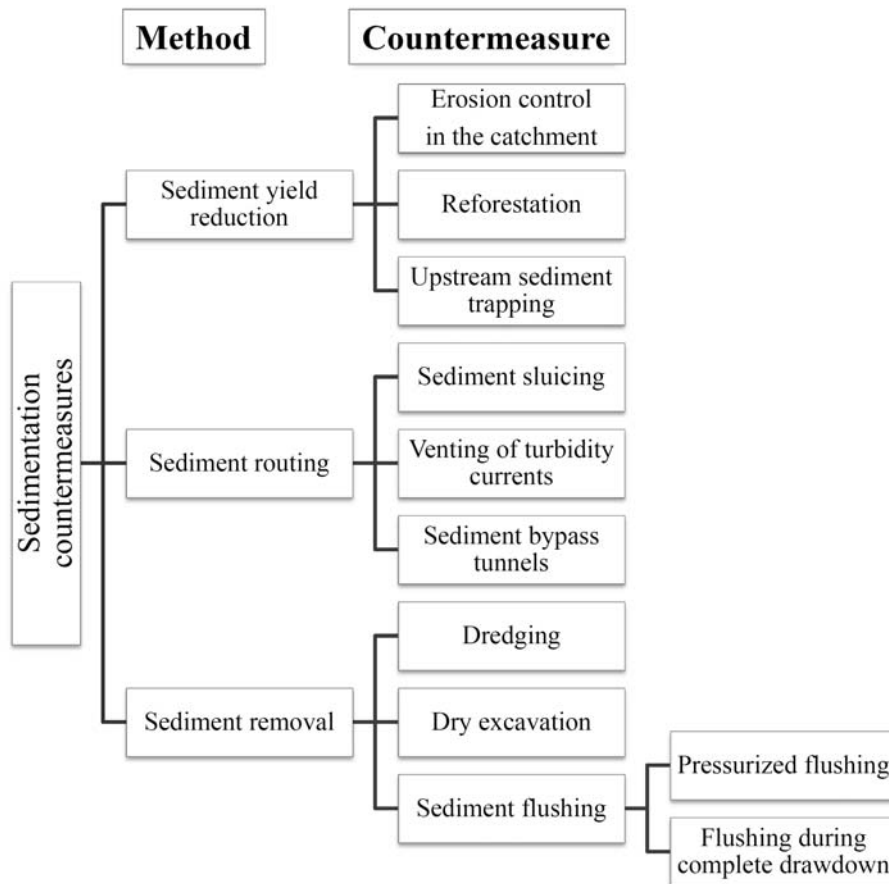 Method
Countermeasure
Sedimentation
countermeasures
Sediment yield
reduction
Erosion control
in the catchment
Reforestation
Upstream sediment
trapping
Sediment routing
Sediment sluicing
Venting of turbidity
currents
Sediment bypass
tunnels
Sediment removal
Dredging
Dry excavation
Sediment flushing
Pressurized flushing
Flushing during
complete drawdown